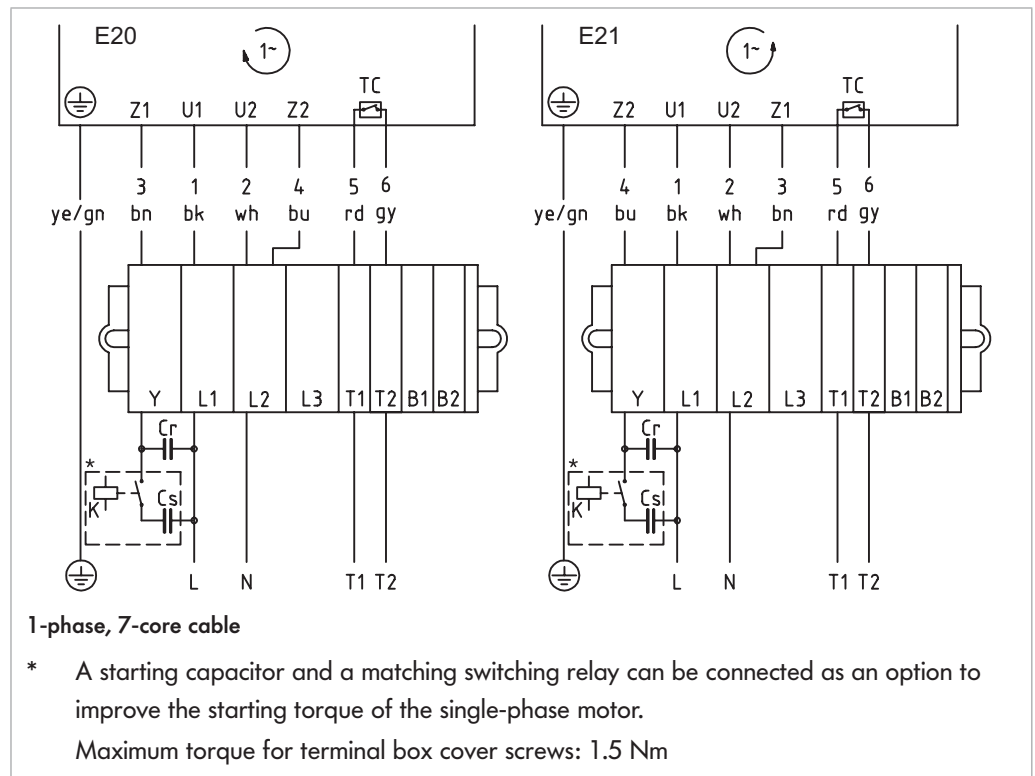 E20 1~ TC
Z1 U1 U2 Z2
3 1 2 4 5 6
ye/gn bn bk wh bu rd gy
Y L1 L2 L3 T1 T2 B1 B2
Cr
*
K Cs
L N T1 T2
E21 1~ TC
Z2 U1 U2 Z1
4 1 2 3 5 6
ye/gn bu bk wh bn rd gy
Y L1 L2 L3 T1 T2 B1 B2
Cr
*
K Cs
L N T1 T2
1-phase, 7-core cable
* A starting capacitor and a matching switching relay can be connected as an option to
improve the starting torque of the single-phase motor.
Maximum torque for terminal box cover screws: 1.5 Nm